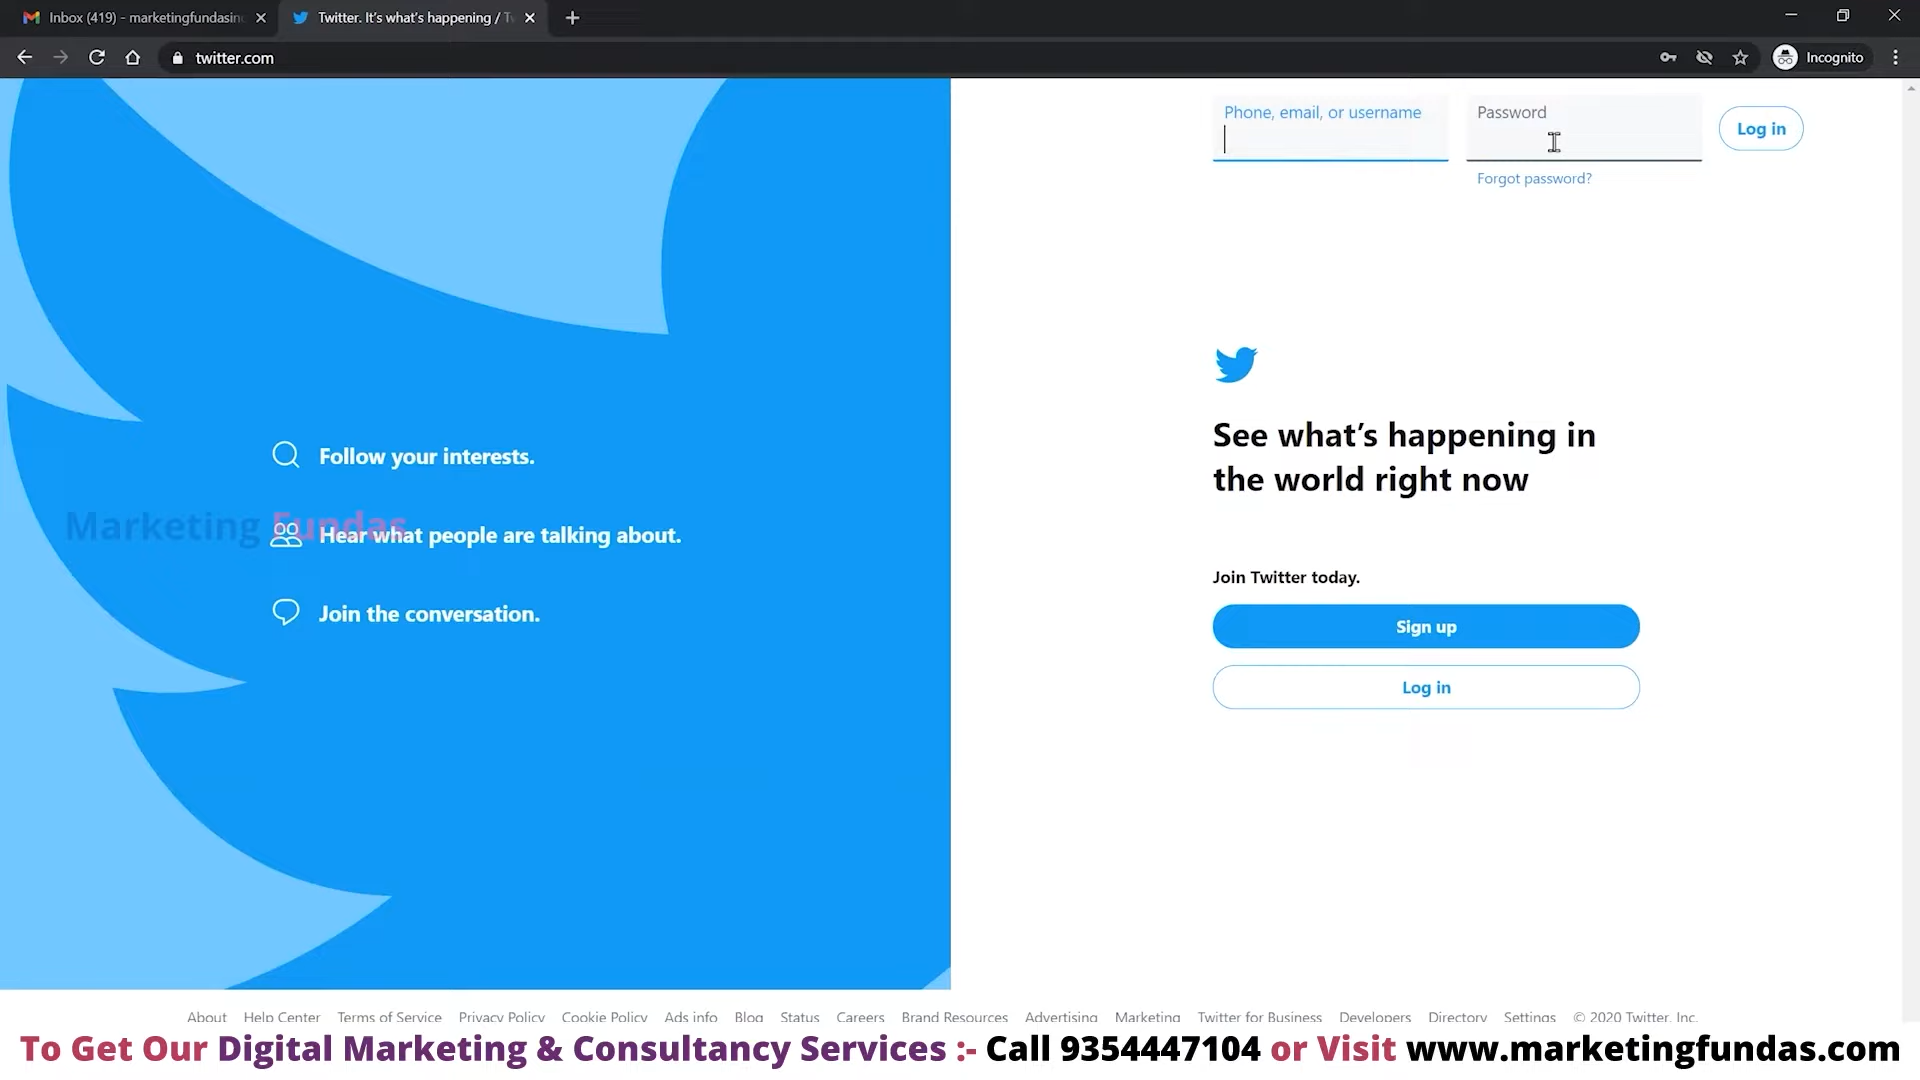 Inbox (419) - marketingfundasin
Twitter. It's what's happening / Tw
twitter.com
Incognito
Phone, email, or username
Password
Log in
Forgot password?
See what's happening in
the world right now
Follow your interests.
Marketing Fundas
Hear what people are talking about.
Join the conversation.
Join Twitter today.
Sign up
Log in
About Help Center Terms of Service Privacy Policy Cookie Policy Ads info Blog Status Careers Brand Resources Advertising Marketing Twitter for Business Developers Directory Settings © 2020 Twitter, Inc.
To Get Our Digital Marketing & Consultancy Services :- Call 9354447104 or Visit www.marketingfundas.com